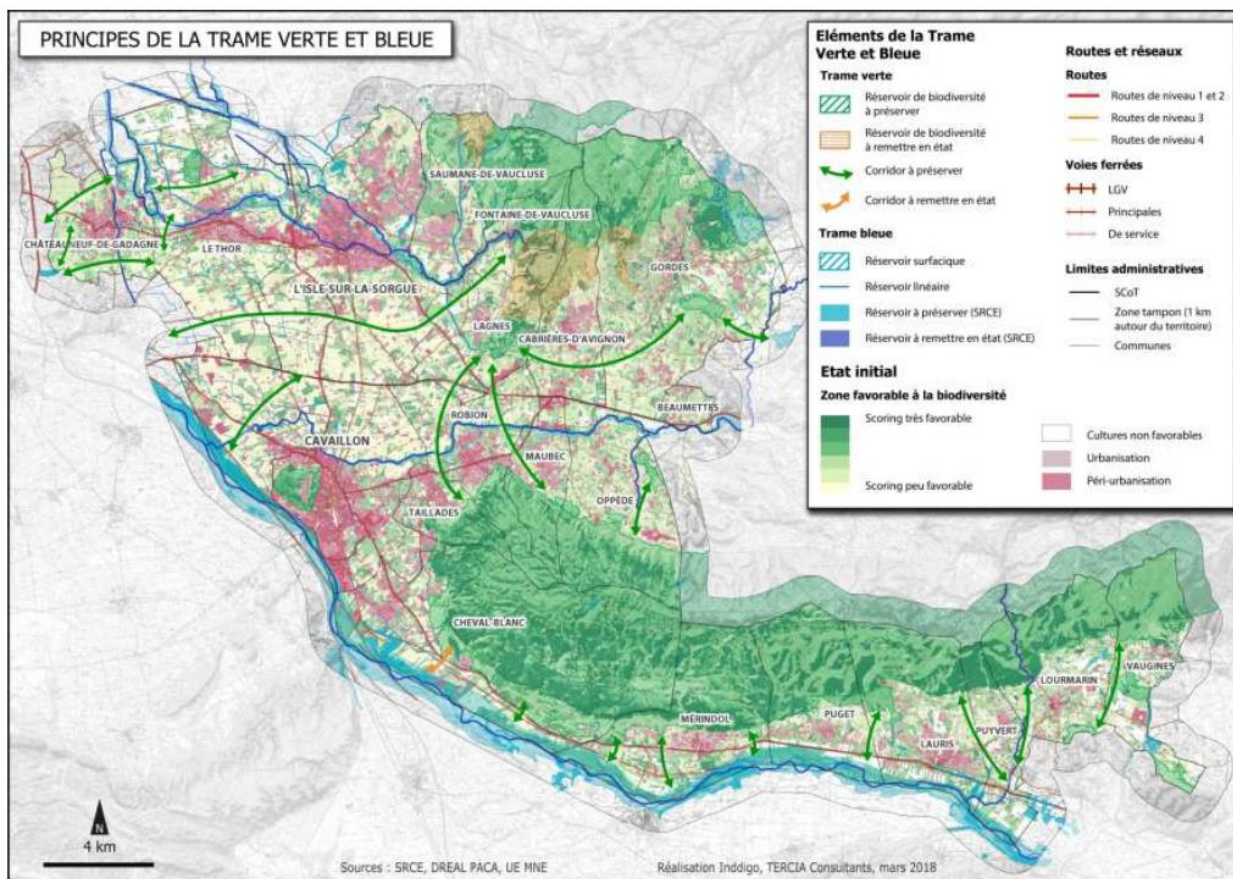 PRINCIPES DE LA TRAME VERTE ET BLEUE
Eléments de la Trame
Verte et Bleue
Trame verte
Réservoir de biodiversité
à préserver
Réservoir de biodiversité
à remettre en état
Corridor à préserver
Corridor à remettre en état
Trame bleue
Réservoir surfacique
Réservoir linéaire
Réservoir à préserver (SRCE)
Réservoir à remettre en état (SRCE)
Routes et réseaux
Routes
Routes de niveau 1 et 2
Routes de niveau 3
Routes de niveau 4
Voies ferrées
LGV
Principales
De service
Limites administratives
SCoT
Zone tampon (1 km
autour du territoire)
Communes
Etat initial
Zone favorable à la biodiversité
Scoring très favorable
Scoring peu favorable
Cultures non favorables
Urbanisation
Péri-urbanisation
SAUMANE-DE-VAUCLUSE
FONTAINE-DE-VAUCLUSE
CHÂTEAUNEUF-DE-GADAGNE
LE THOR
GORDES
L'ISLE-SUR-LA-SORGUE
LAGNES
CABRIÈRES-D'AVIGNON
BEAUMETTES
ROBION
CAVAILLON
MAUBEC
OPPÈDE
TAILLADES
CHEVAL-BLANC
VAUGINES
LOURMARIN
MÉRINDOL
PUGET
PUYVERT
LAURIS
N
4 km
Sources : SRCE, DREAL PACA, UE MNE
Réalisation Inddigo, TERCIA Consultants, mars 2018